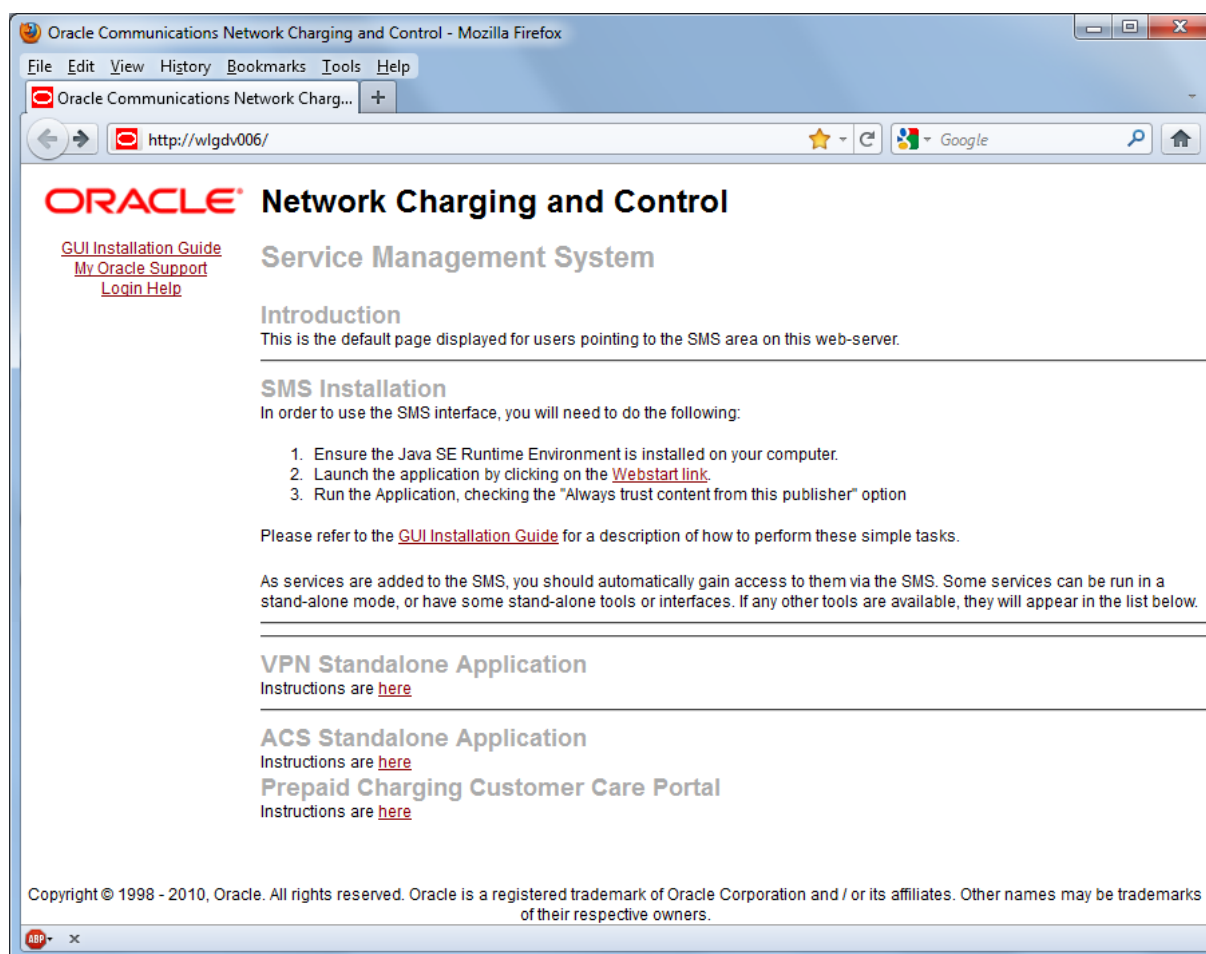 Oracle Communications Network Charging and Control - Mozilla Firefox
File Edit View History Bookmarks Tools Help
Oracle Communications Network Charg...
http://wlgdv006/
Google
ORACLE
Network Charging and Control
GUI Installation Guide
My Oracle Support
Login Help
Service Management System
Introduction
This is the default page displayed for users pointing to the SMS area on this web-server.
SMS Installation
In order to use the SMS interface, you will need to do the following:
1. Ensure the Java SE Runtime Environment is installed on your computer.
2. Launch the application by clicking on the Webstart link.
3. Run the Application, checking the "Always trust content from this publisher" option
Please refer to the GUI Installation Guide for a description of how to perform these simple tasks.
As services are added to the SMS, you should automatically gain access to them via the SMS. Some services can be run in a
stand-alone mode, or have some stand-alone tools or interfaces. If any other tools are available, they will appear in the list below.
VPN Standalone Application
Instructions are here
ACS Standalone Application
Instructions are here
Prepaid Charging Customer Care Portal
Instructions are here
Copyright © 1998 - 2010, Oracle. All rights reserved. Oracle is a registered trademark of Oracle Corporation and / or its affiliates. Other names may be trademarks
of their respective owners.
ABP